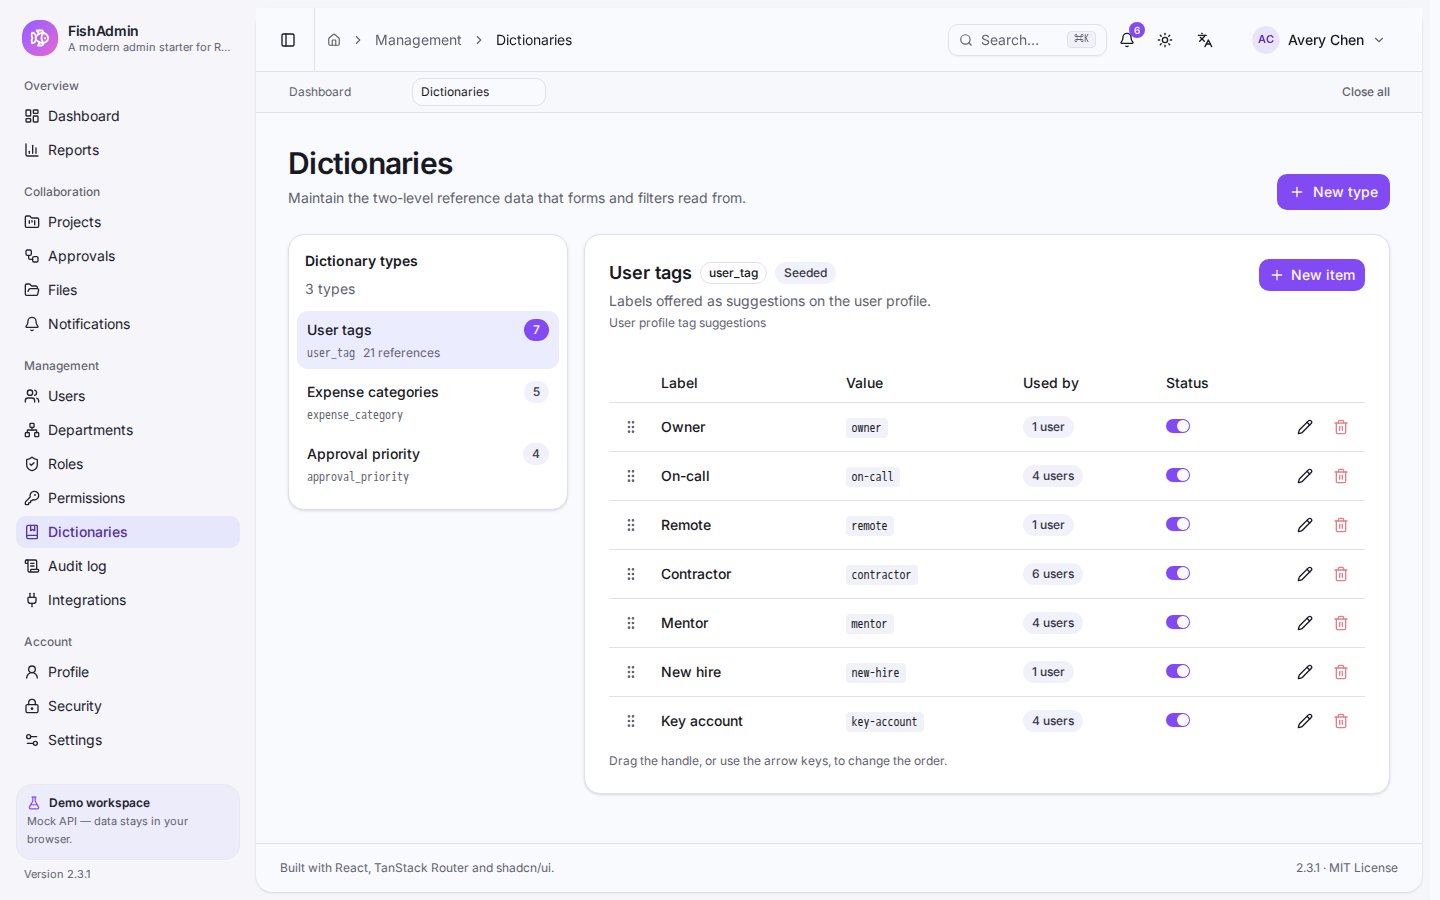 FishAdmin
A modern admin starter for R...
Overview
Dashboard
Reports
Collaboration
Projects
Approvals
Files
Notifications
Management
Users
Departments
Roles
Permissions
Dictionaries
Audit log
Integrations
Account
Profile
Security
Settings
Demo workspace
Mock API — data stays in your
browser.
Version 2.3.1
Management
Dictionaries
Search...
⌘K
6
AC
Avery Chen
Dashboard
Dictionaries
Close all
Dictionaries
Maintain the two-level reference data that forms and filters read from.
New type
Dictionary types
3 types
User tags
7
user_tag 21 references
Expense categories
5
expense_category
Approval priority
4
approval_priority
User tags user_tag Seeded
New item
Labels offered as suggestions on the user profile.
User profile tag suggestions
Label Value Used by Status
Owner owner 1 user
On-call on-call 4 users
Remote remote 1 user
Contractor contractor 6 users
Mentor mentor 4 users
New hire new-hire 1 user
Key account key-account 4 users
Drag the handle, or use the arrow keys, to change the order.
Built with React, TanStack Router and shadcn/ui.
2.3.1 · MIT License